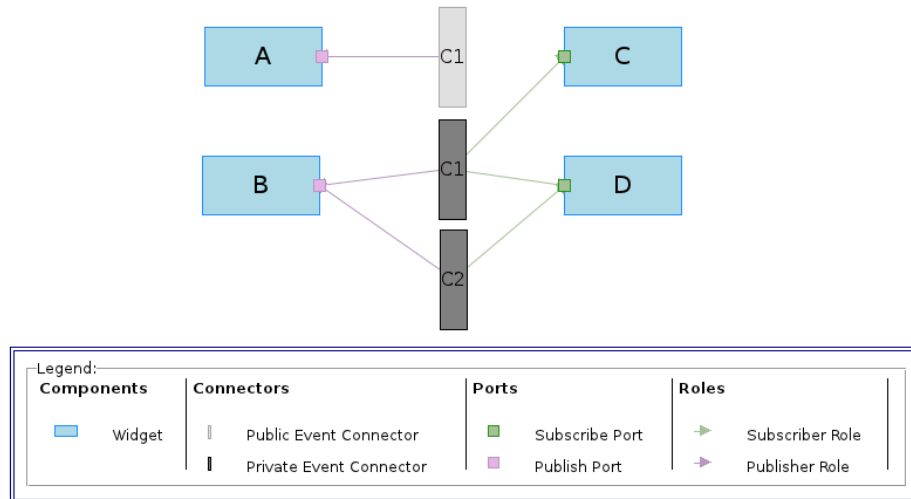 A
C1
C
B
C1
D
C2
Legend:
Components Connectors Ports Roles
Widget Public Event Connector Subscribe Port Subscriber Role
Private Event Connector Publish Port Publisher Role